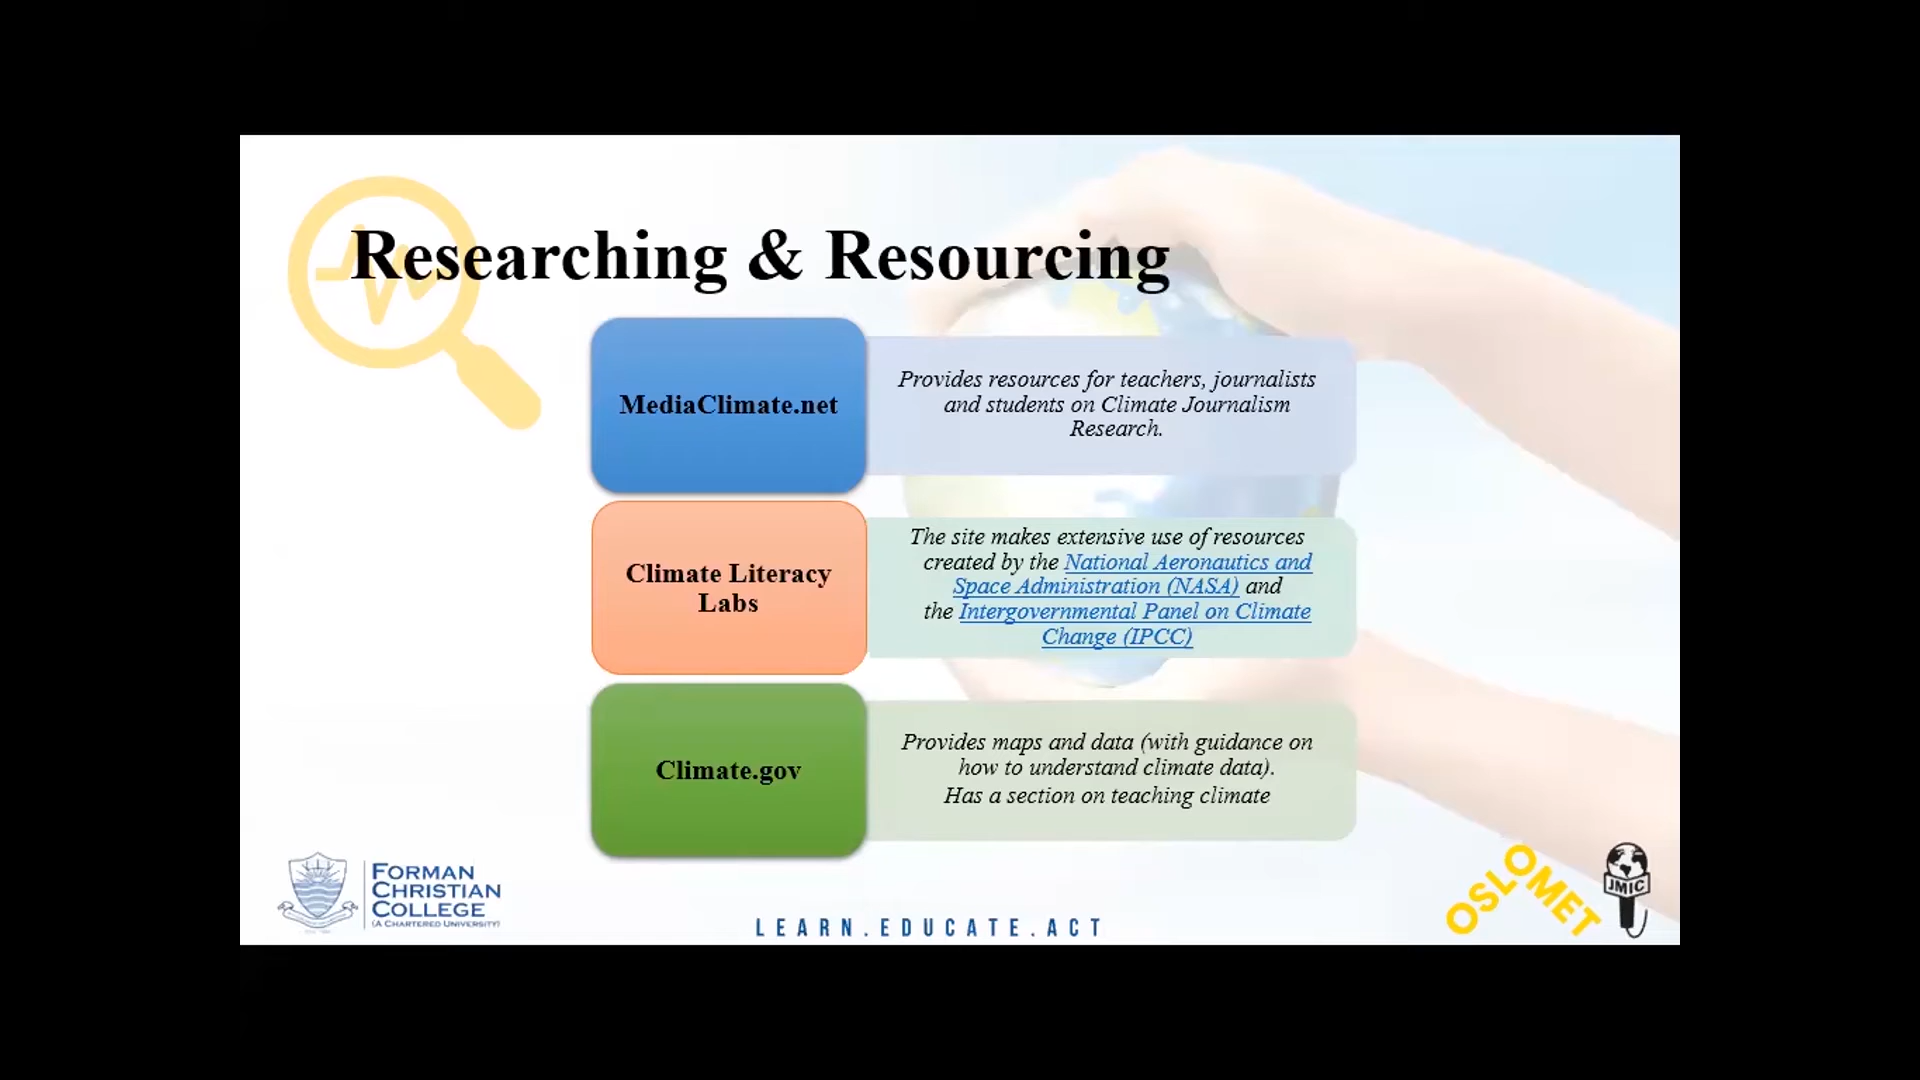 Researching & Resourcing
MediaClimate.net
Provides resources for teachers, journalists
and students on Climate Journalism
Research.
Climate Literacy
Labs
The site makes extensive use of resources
created by the National Aeronautics and
Space Administration (NASA) and
the Intergovernmental Panel on Climate
Change (IPCC)
Climate.gov
Provides maps and data (with guidance on
how to understand climate data).
Has a section on teaching climate
FORMAN
CHRISTIAN
COLLEGE
(A CHARTERED UNIVERSITY)
LEARN.EDUCATE.ACT
OSLOMET
JMIC